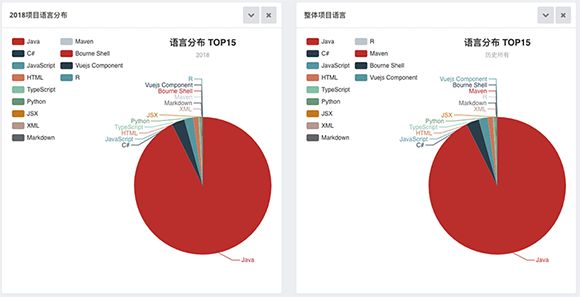 2018项目语言分布
语言分布 TOP15
2018
Java
C#
JavaScript
HTML
TypeScript
Python
JSX
XML
Markdown
Maven
Bourne Shell
Vuejs Component
R
R
Vuejs Component
Bourne Shell
Maven
Markdown
XML
JSX
Python
TypeScript
HTML
JavaScript
C#
Java
整体项目语言
语言分布 TOP15
历史所有
Java
C#
JavaScript
HTML
TypeScript
Python
JSX
XML
Markdown
R
Maven
Bourne Shell
Vuejs Component
Vuejs Component
Bourne Shell
Maven
R
Markdown
XML
JSX
Python
TypeScript
HTML
JavaScript
C#
Java